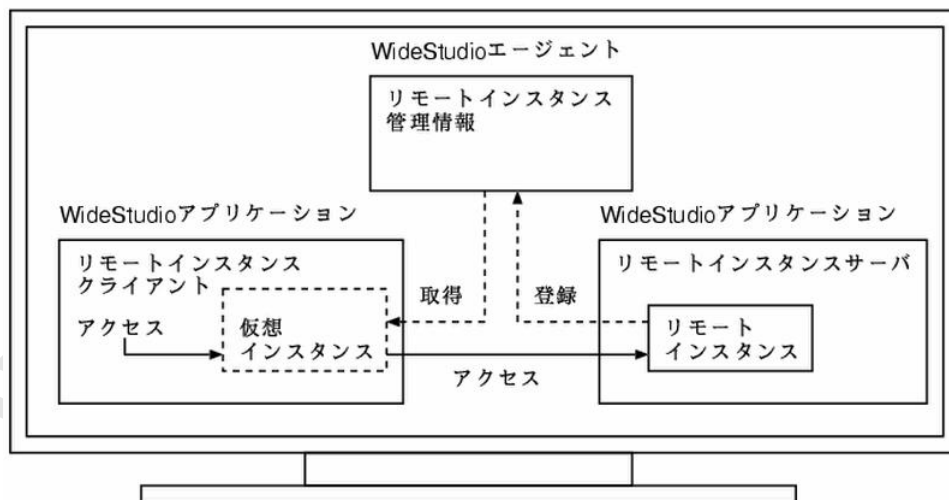 WideStudioエージェント
リモートインスタンス
管理情報
WideStudioアプリケーション
リモートインスタンス
クライアント
アクセス
仮想
インスタンス
取得
登録
アクセス
WideStudioアプリケーション
リモートインスタンスサーバ
リモート
インスタンス